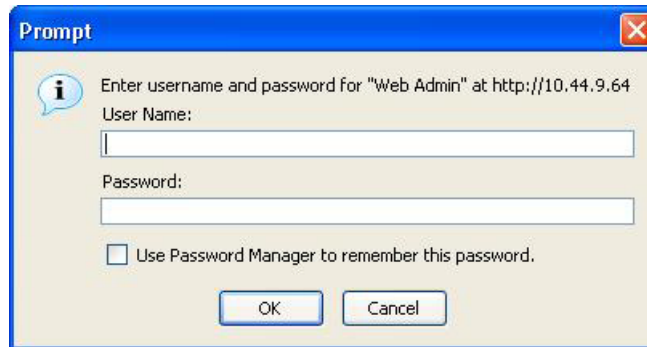 Prompt
Enter username and password for "Web Admin" at http://10.44.9.64
User Name:
Password:
Use Password Manager to remember this password.
OK
Cancel